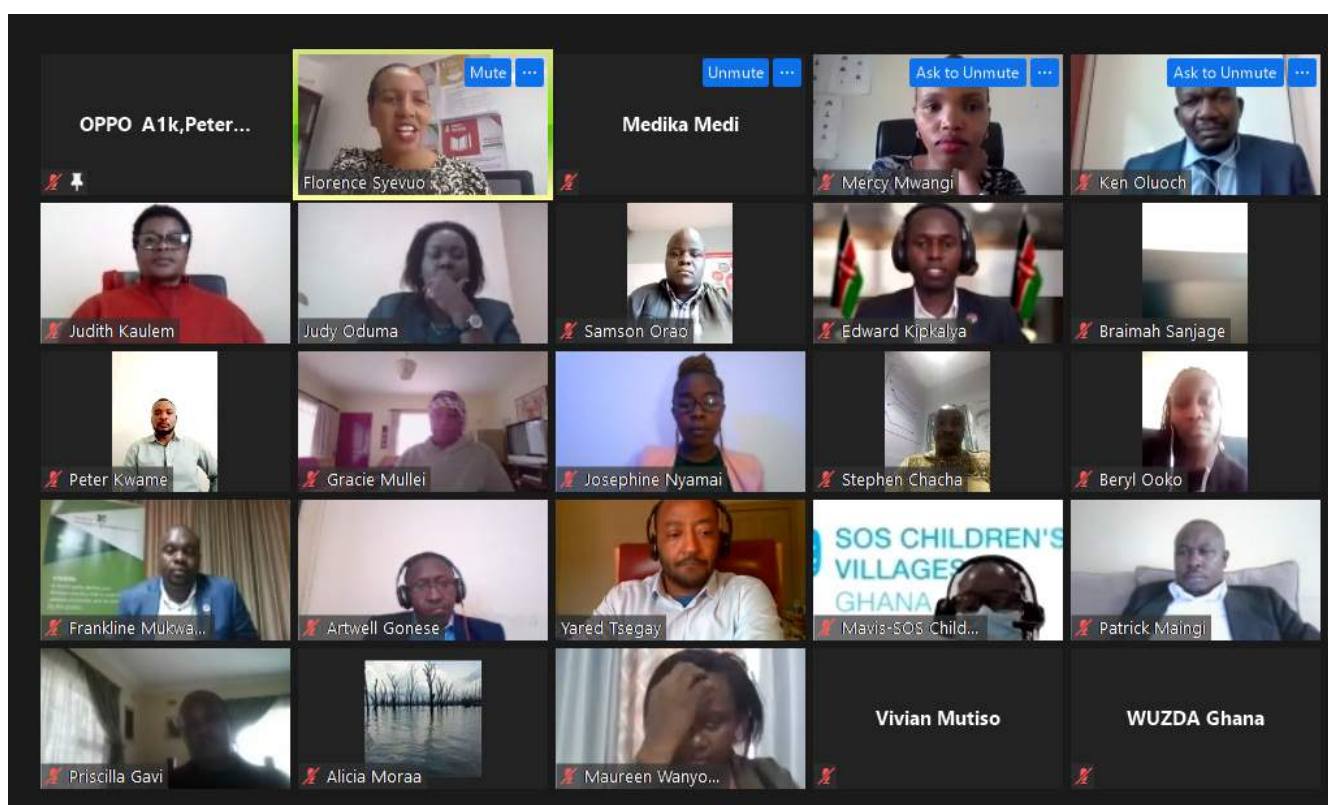 Mute ...
Unmute ...
Ask to Unmute ...
Ask to Unmute ...
OPPO A1k,Peter...
Florence Syevuo
Medika Medi
Mercy Mwangi
Ken Oluoch
Judith Kaulem
Judy Oduma
Samson Orao
Edward Kipkalya
Braimah Sanjage
Peter Kwame
Gracie Mullei
Josephine Nyamai
Stephen Chacha
Beryl Ooko
Frankline Mukwa...
Artwell Gonese
Yared Tsegay
SOS CHILDREN'S
VILLAGES
GHANA
Mavis-SOS Child...
Patrick Maingi
Priscilla Gavi
Alicia Moraa
Maureen Wanyo...
Vivian Mutiso
WUZDA Ghana